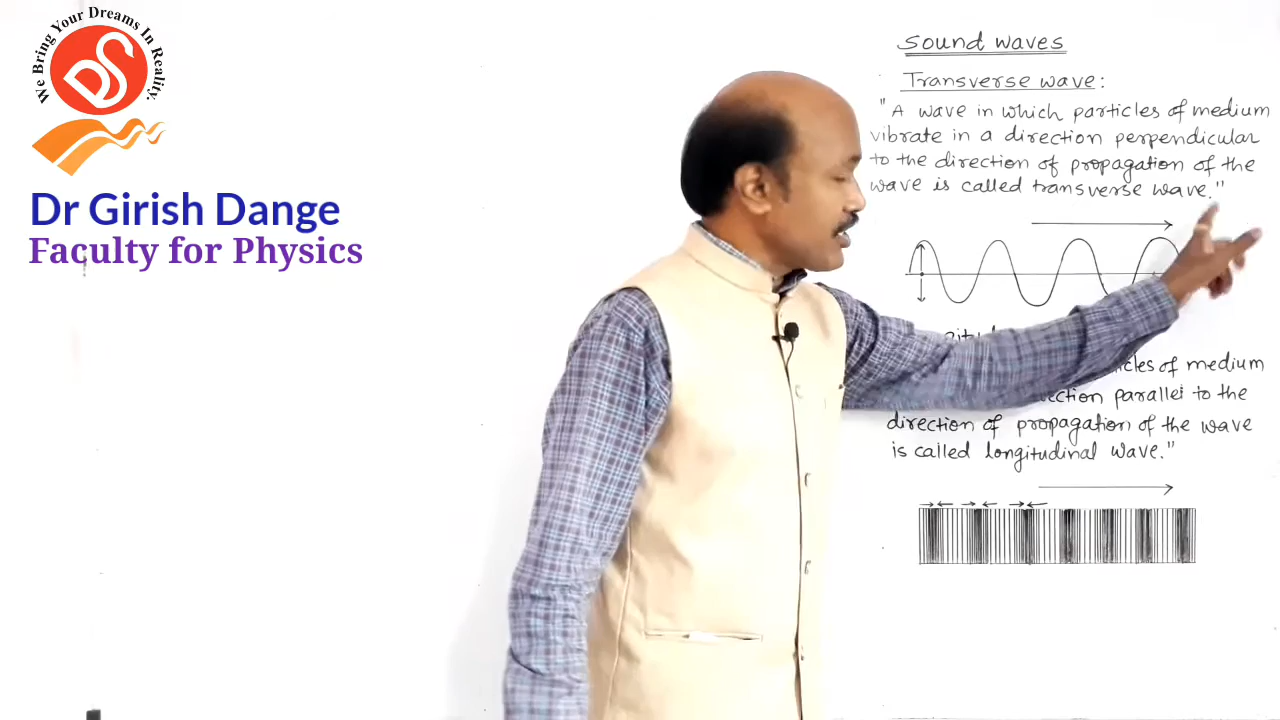 We Bring Your Dreams In Reality.
DS
Dr Girish Dange
Faculty for Physics
Sound waves
Transverse wave:
"A wave in which particles of medium
vibrate in a direction perpendicular
to the direction of propagation of the
wave is called transverse wave."
of medium
parallel to the
direction of propagation of the wave
is called longitudinal wave."